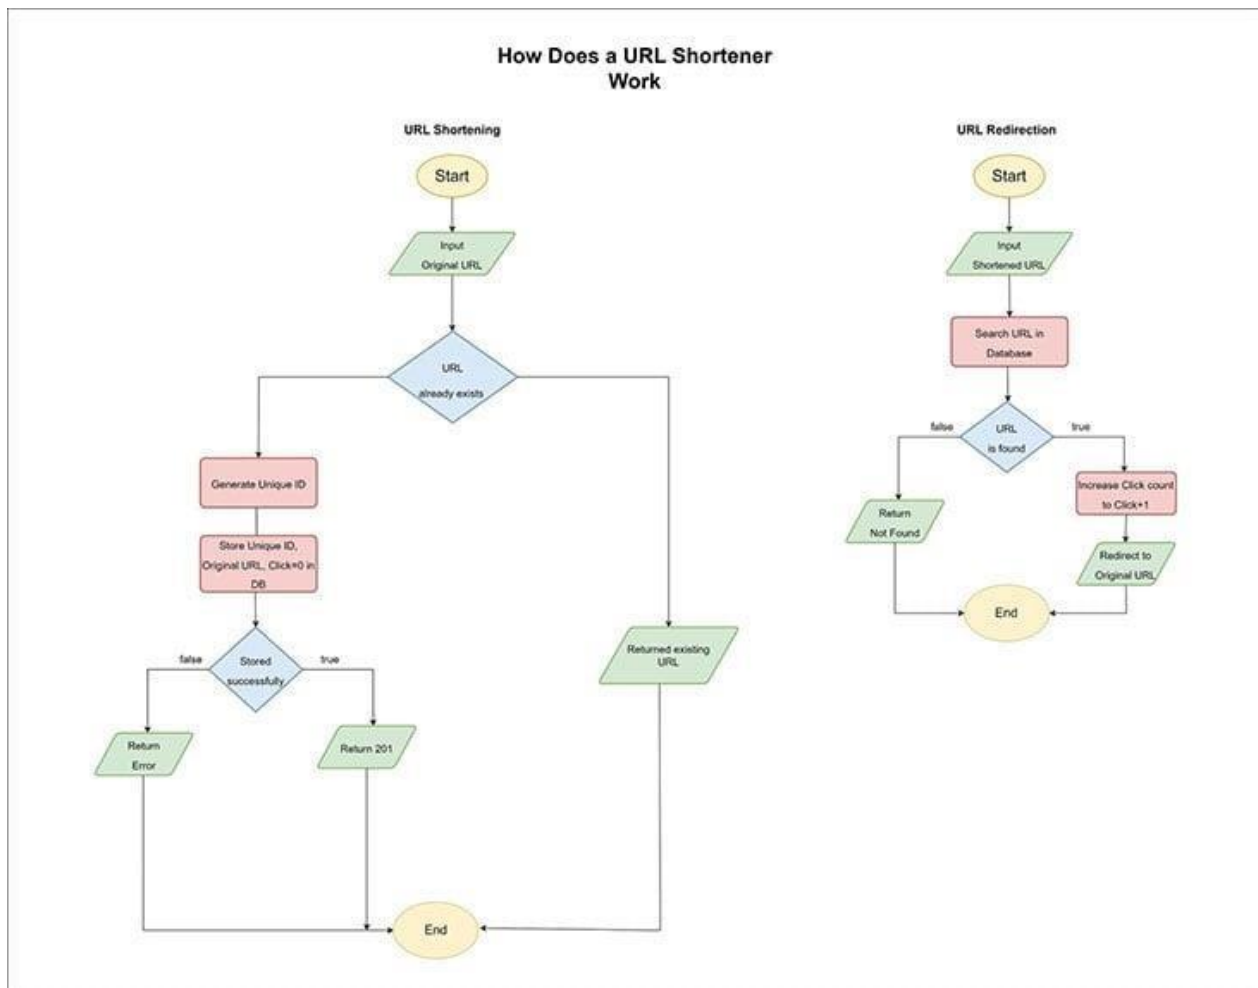 How Does a URL Shortener
Work
URL Shortening
Start
Input
Original URL
URL
already exists
Generate Unique ID
Store Unique ID,
Original URL, Click=0 in
DB
false
Stored
successfully
true
Return
Error
Return 201
Returned existing
URL
End
URL Redirection
Start
Input
Shortened URL
Search URL in
Database
false
URL
is found
true
Return
Not Found
Increase Click count
to Click+1
Redirect to
Original URL
End